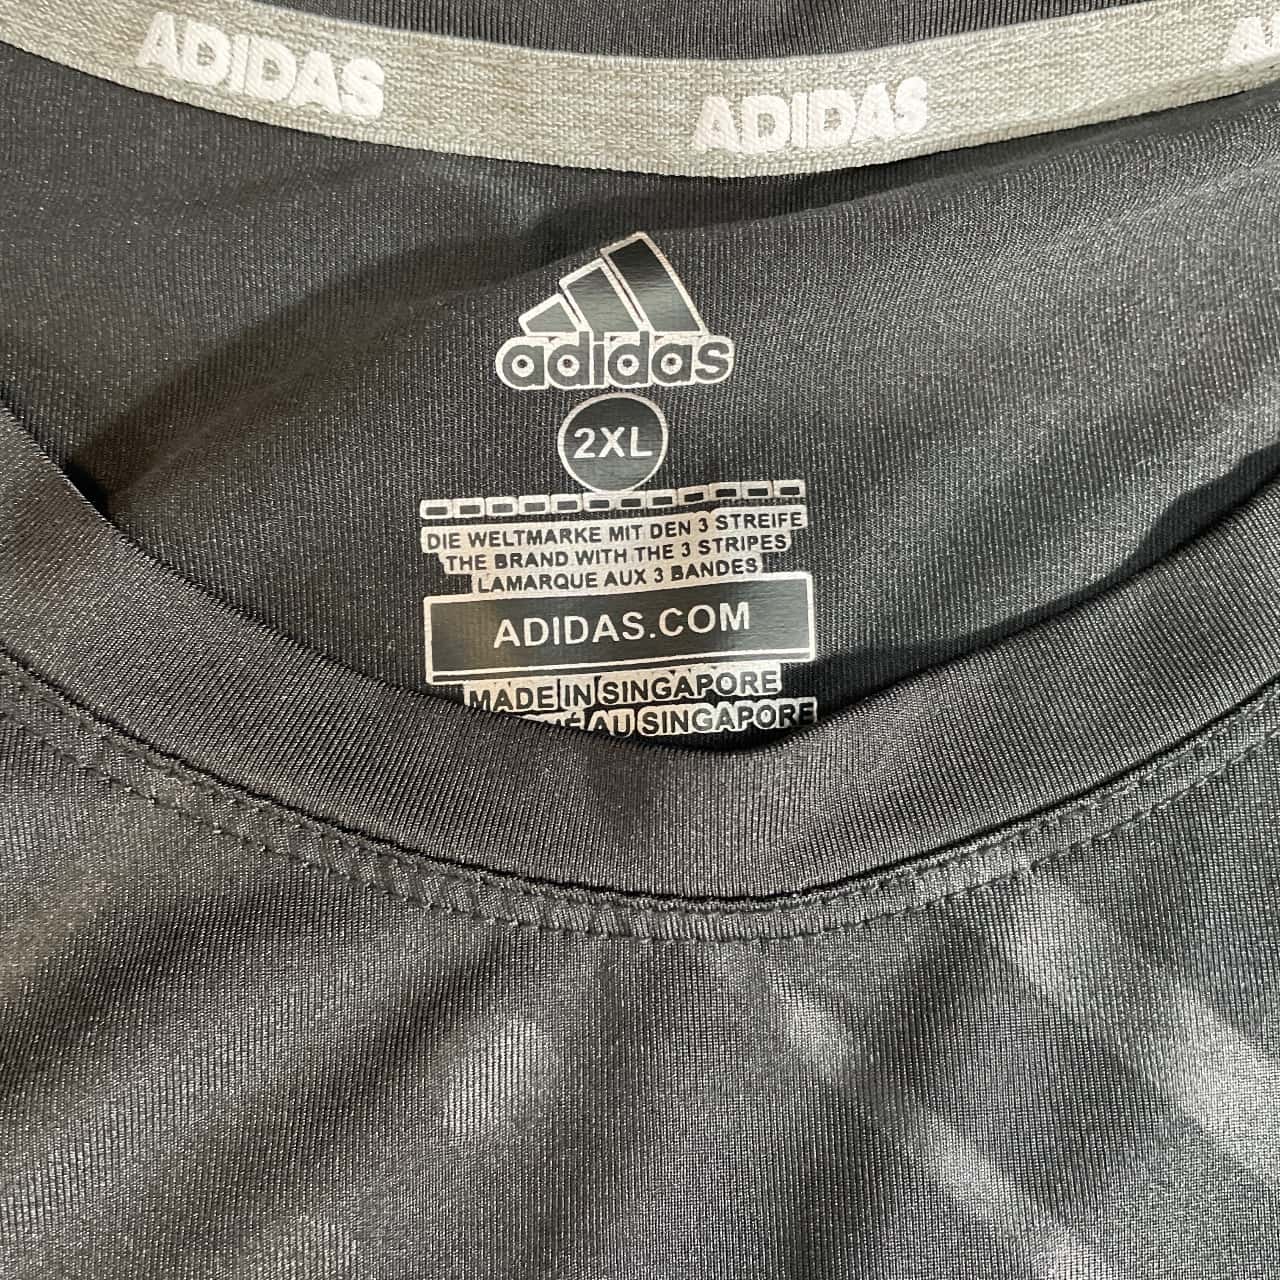 ADIDAS ADIDAS
adidas
2XL
DIE WELTMARKE MIT DEN 3 STREIFE
THE BRAND WITH THE 3 STRIPES
LAMARQUE AUX 3 BANDES
ADIDAS.COM
MADE IN SINGAPORE
AU SINGAPORE